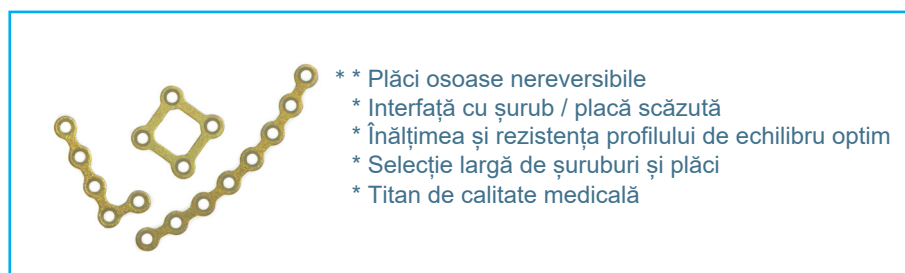 * * Plăci osoase nereversibile
* Interfață cu șurub / placă scăzută
* Înălțimea și rezistența profilului de echilibru optim
* Selecție largă de șuruburi și plăci
* Titan de calitate medicală